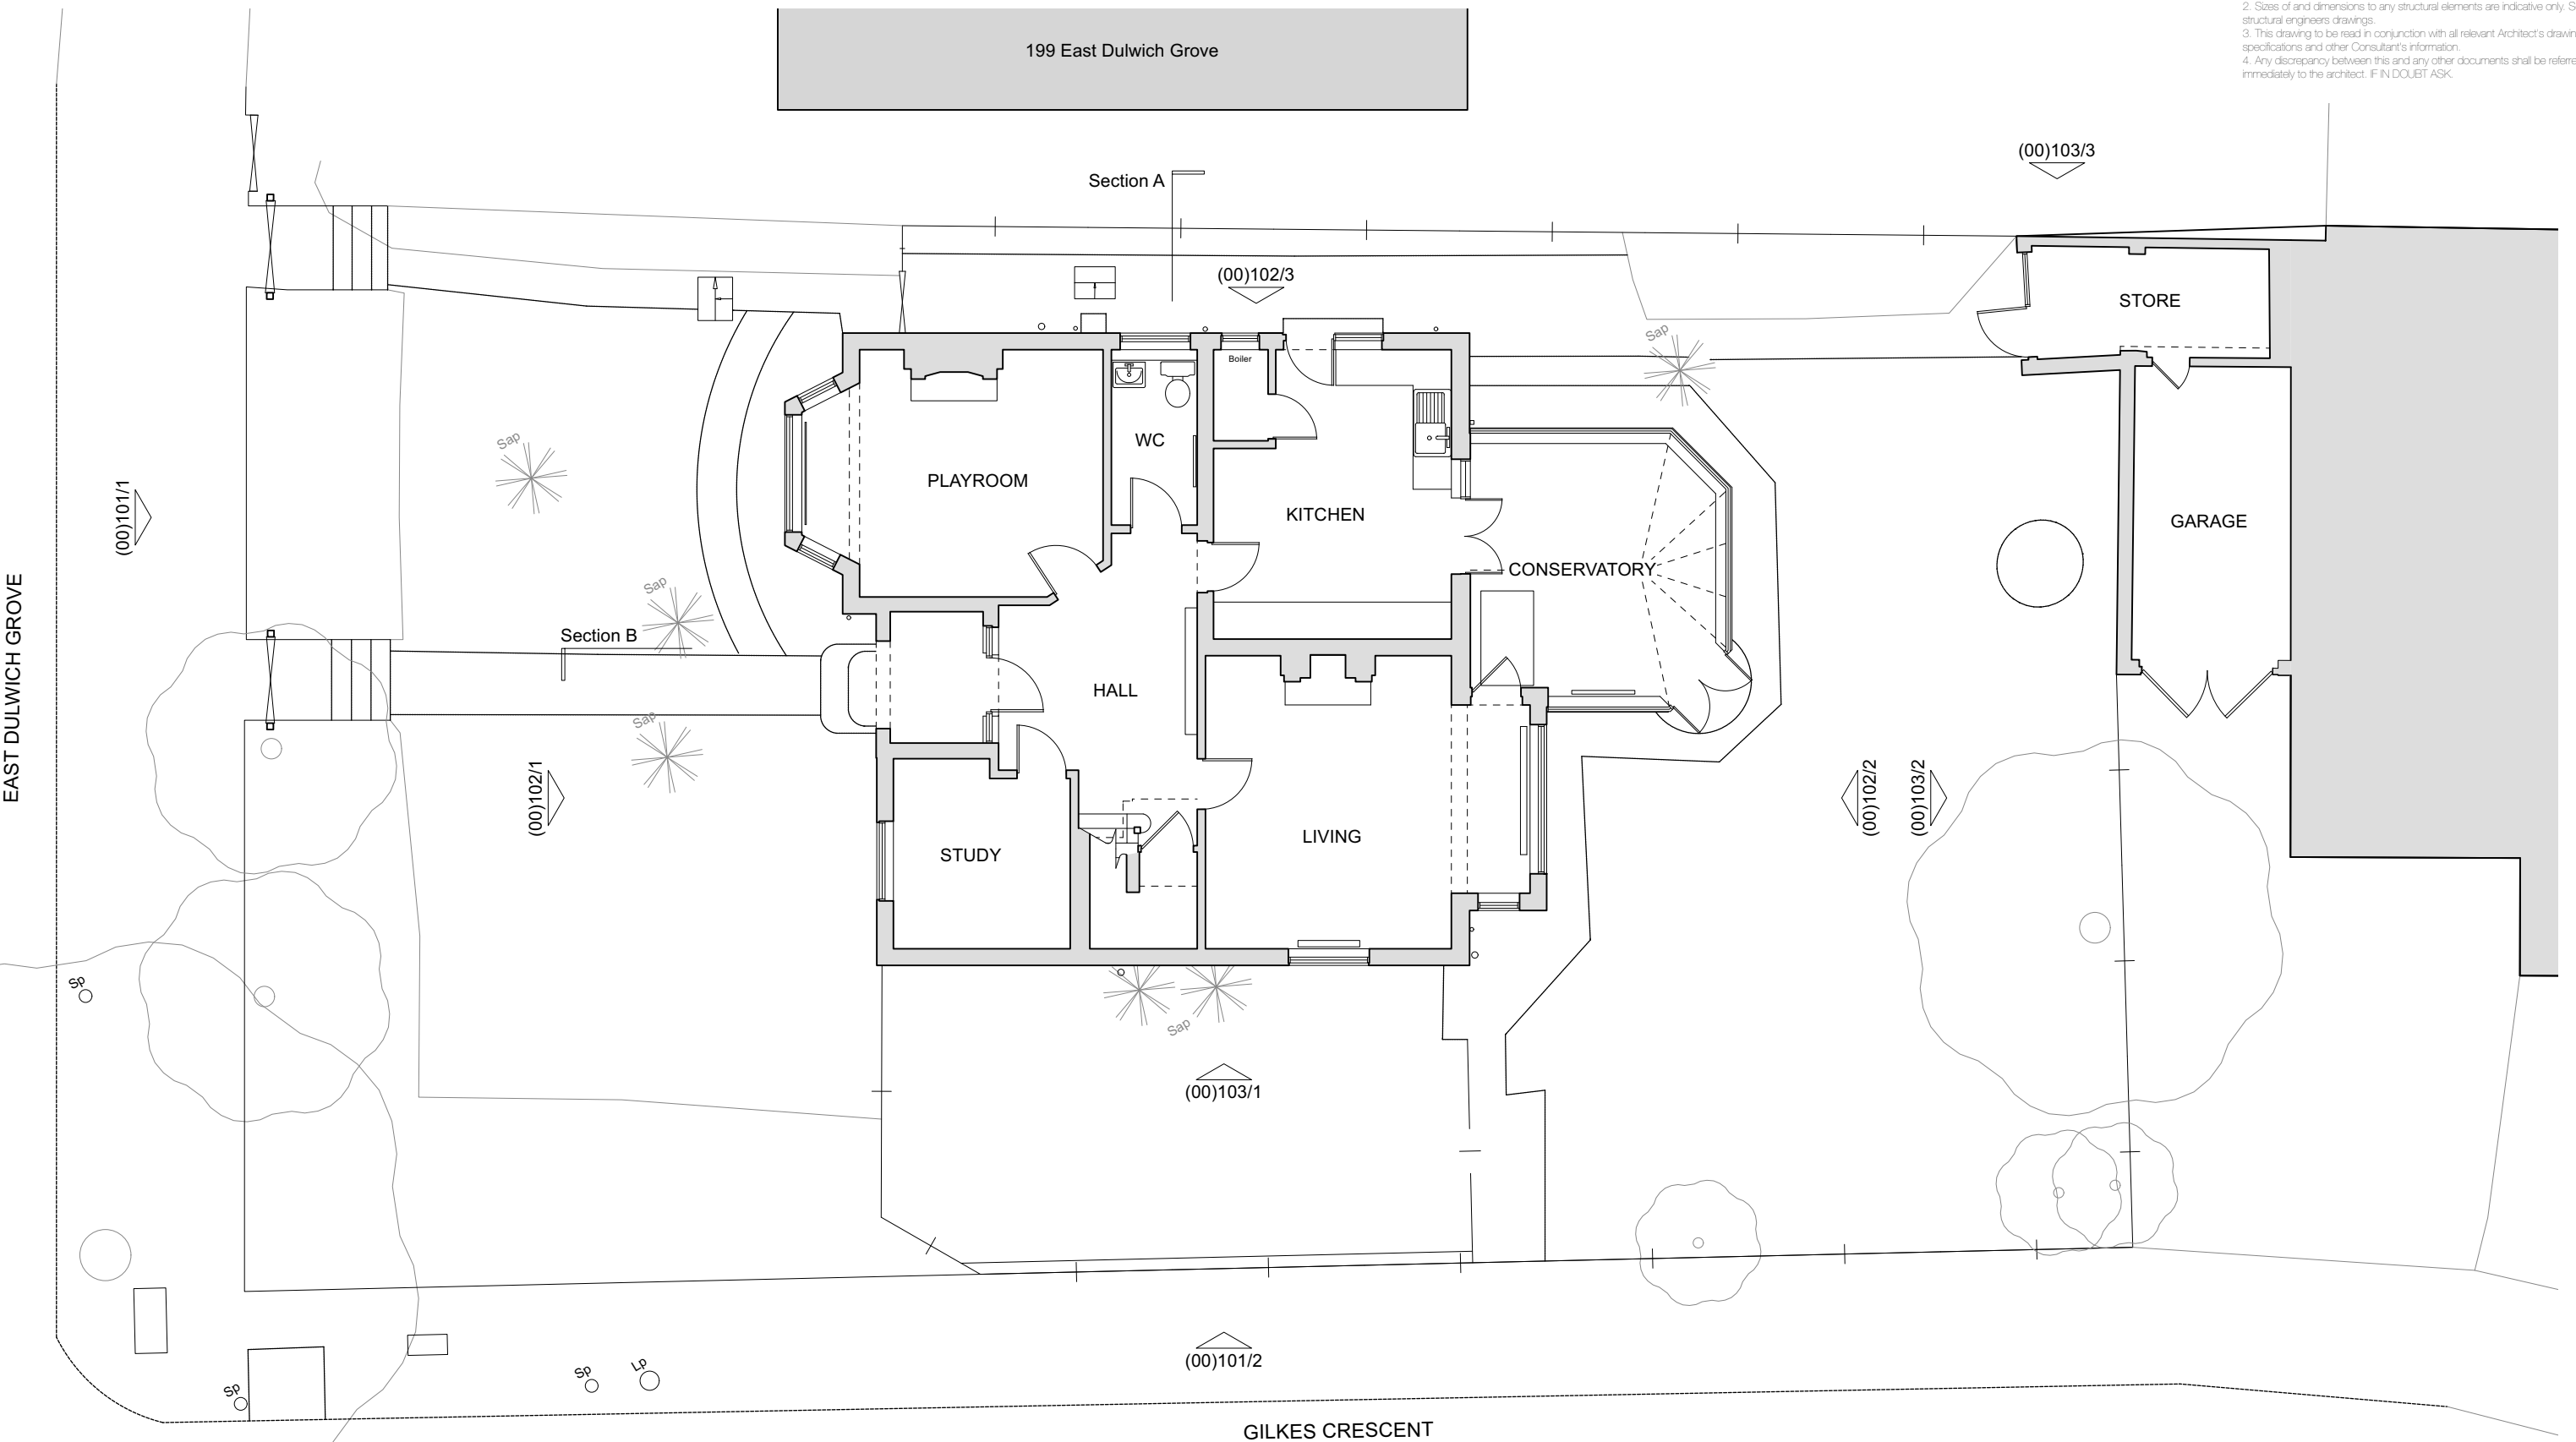 2. Sizes of and dimensions to any structural elements are indicative only. S
structural engineers drawings.
3. This drawing to be read in conjunction with all relevant Architect's drawin
specifications and other Consultant's information.
4. Any discrepancy between this and any other documents shall be referre
immediately to the architect. IF IN DOUBT ASK.
199 East Dulwich Grove
(00)103/3
Section A
(00)102/3
STORE
Sap
Boiler
Sap
WC
PLAYROOM
KITCHEN
GARAGE
(00)101/1
CONSERVATORY
Sap
Section B
EAST DULWICH GROVE
HALL
Sap
(00)102/1
(00)102/2
(00)103/2
LIVING
STUDY
Sp
Sap
(00)103/1
(00)101/2
Sp
Lp
Sp
GILKES CRESCENT